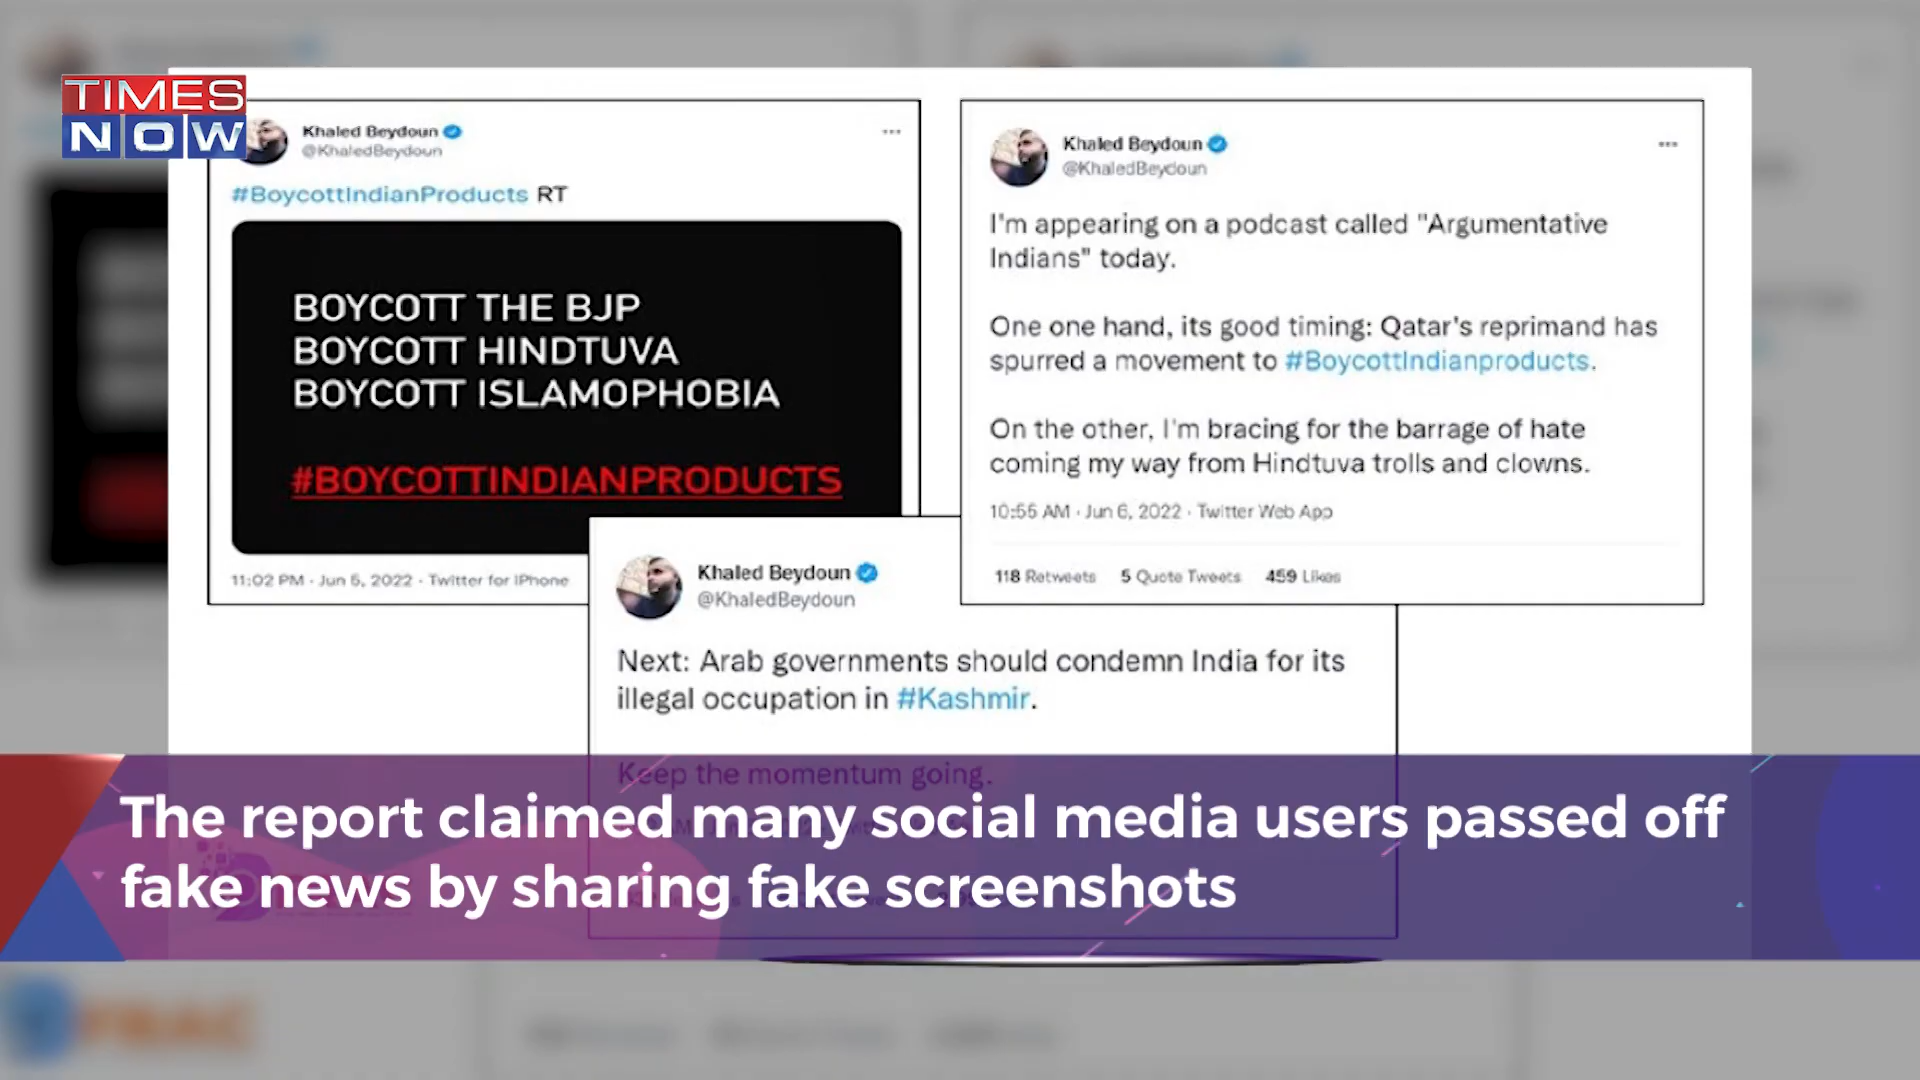 TIMES
NOW
Khaled Beydoun
@KhaledBeydoun
#BoycottIndianProducts RT
BOYCOTT THE BJP
BOYCOTT HINDTUVA
BOYCOTT ISLAMOPHOBIA
#BOYCOTTINDIANPRODUCTS
11:02 PM · Jun 5, 2022 · Twitter for iPhone
Khaled Beydoun
@KhaledBeydoun
I'm appearing on a podcast called "Argumentative
Indians" today.
One one hand, its good timing: Qatar's reprimand has
spurred a movement to #BoycottIndianproducts.
On the other, I'm bracing for the barrage of hate
coming my way from Hindtuva trolls and clowns.
10:55 AM · Jun 6, 2022 · Twitter Web App
118 Retweets 5 Quote Tweets 459 Likes
Khaled Beydoun
@KhaledBeydoun
Next: Arab governments should condemn India for its
illegal occupation in #Kashmir.
Keep the momentum going.
The report claimed many social media users passed off
fake news by sharing fake screenshots